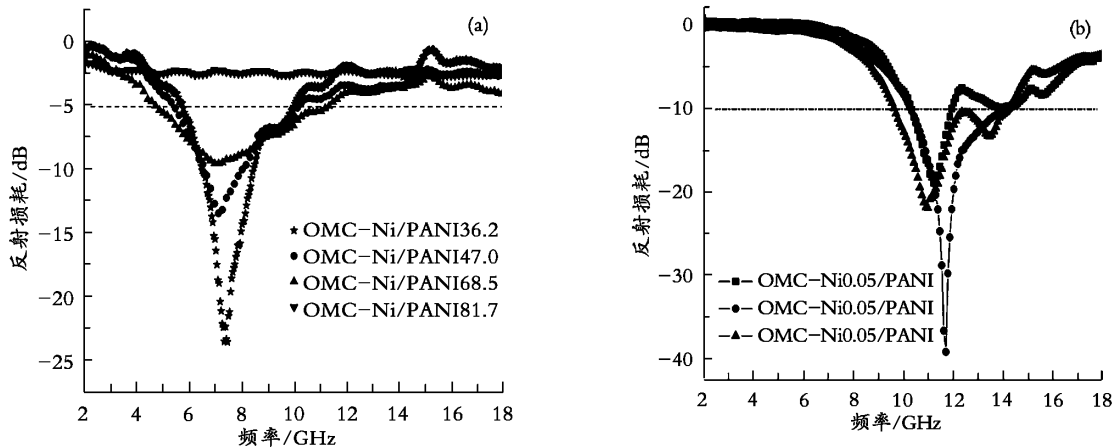 (a)
0
−5
−10
−15
−20
−25
反射损耗/dB
OMC−Ni/PANI36.2
OMC−Ni/PANI47.0
OMC−Ni/PANI68.5
OMC−Ni/PANI81.7
2 4 6 8 10 12 14 16 18
频率/GHz
(b)
0
−10
−20
−30
−40
反射损耗/dB
OMC−Ni0.05/PANI
OMC−Ni0.05/PANI
OMC−Ni0.05/PANI
2 4 6 8 10 12 14 16 18
频率/GHz